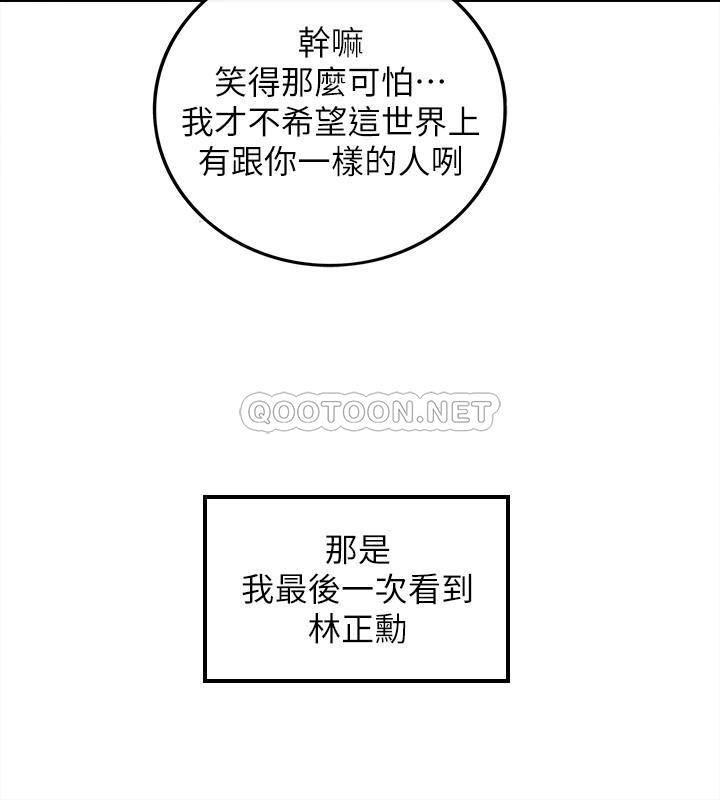 幹嘛
笑得那麼可怕⋯
我才不希望這世界上
有跟你一樣的人咧
QOOTOON.NET
那是
我最後一次看到
林正勳